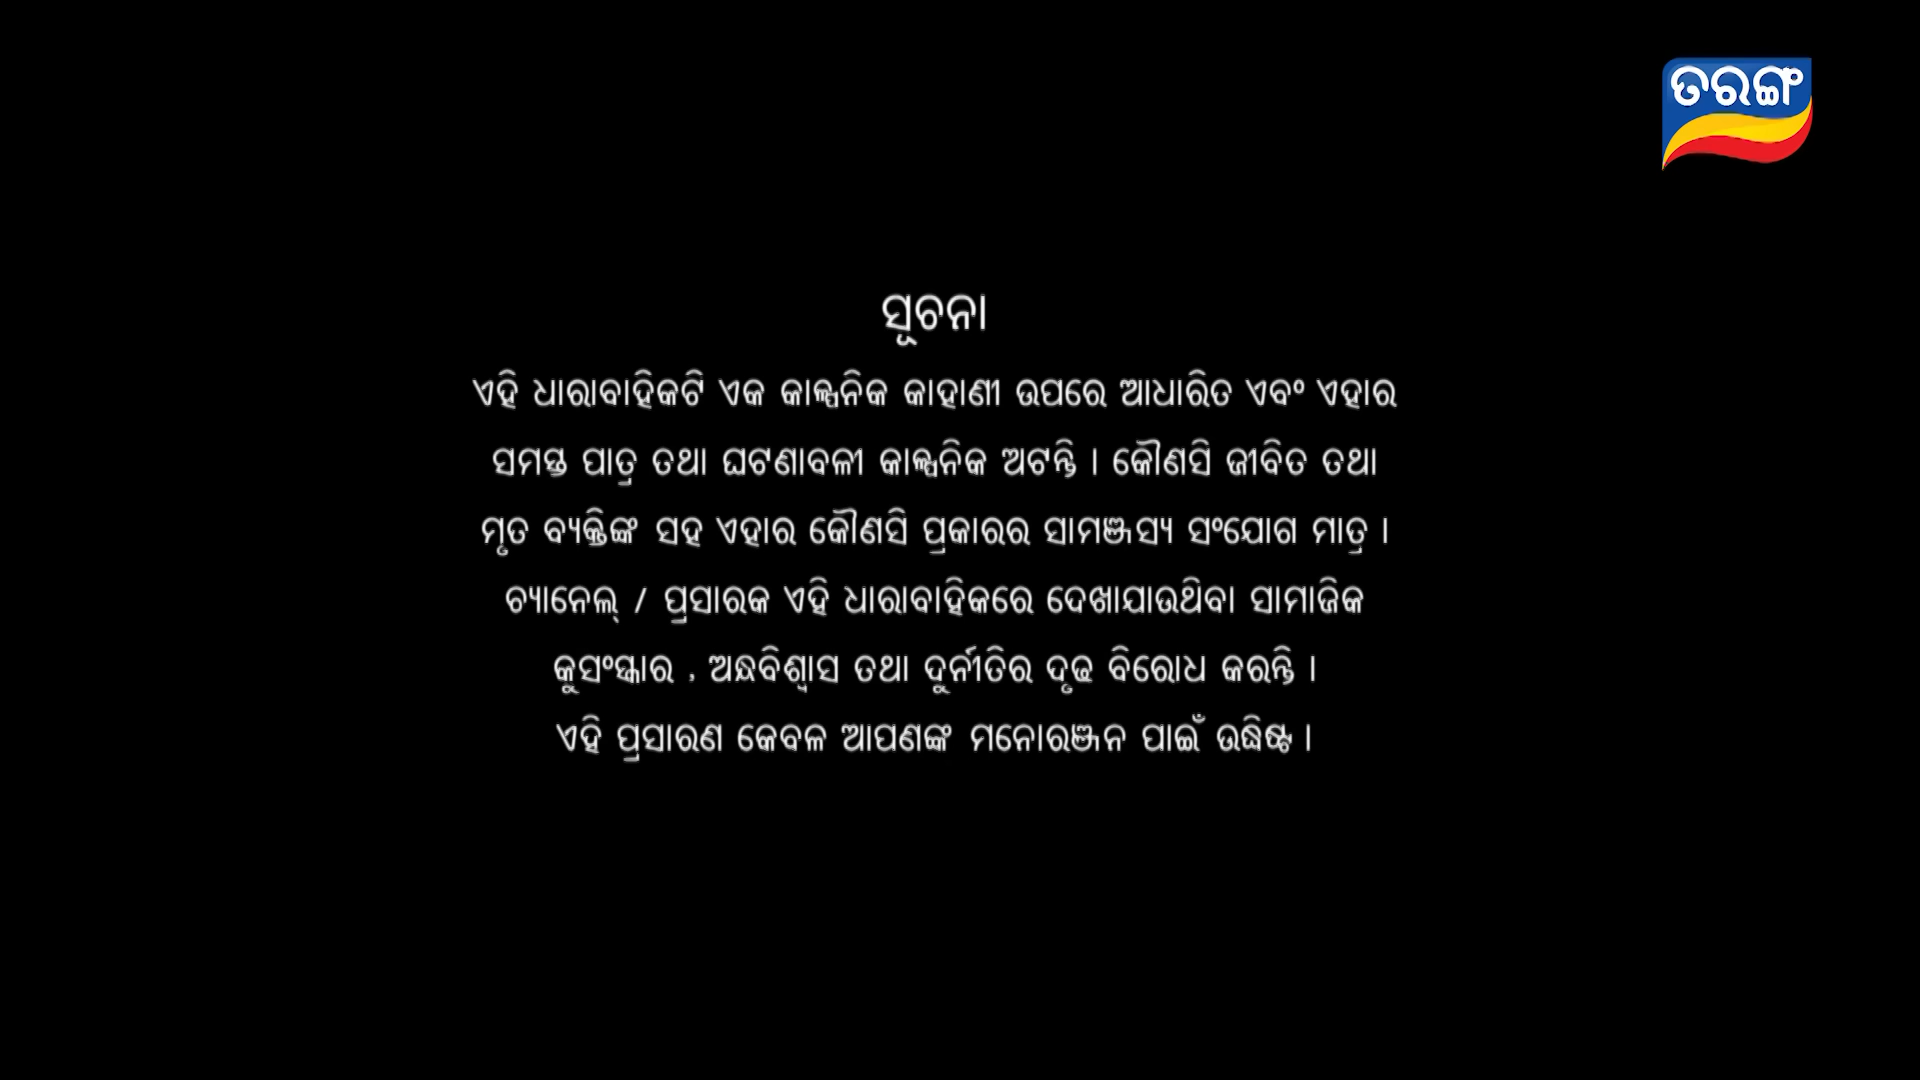 ତରଙ୍ଗ
ସୂଚନା
ଏହି ଧାରାବାହିକଟି ଏକ କାଳ୍ପନିକ କାହାଣୀ ଉପରେ ଆଧାରିତ ଏବଂ ଏହାର
ସମସ୍ତ ପାତ୍ର ତଥା ଘଟଣାବଳୀ କାଳ୍ପନିକ ଅଟନ୍ତି ।  କୌଣସି ଜୀବିତ ତଥା
ମୃତ ବ୍ୟକ୍ତିଙ୍କ ସହ ଏହାର କୌଣସି ପ୍ରକାରର ସାମଞ୍ଜସ୍ୟ ସଂଯୋଗ ମାତ୍ର ।
ଚ୍ୟାନେଲ୍ / ପ୍ରସାରକ ଏହି ଧାରାବାହିକରେ ଦେଖାଯାଉଥିବା ସାମାଜିକ
କୁସଂସ୍କାର , ଅନ୍ଧବିଶ୍ୱାସ ତଥା ଦୁର୍ନୀତିର ଦୃଢ ବିରୋଧ କରନ୍ତି ।
ଏହି ପ୍ରସାରଣ କେବଳ ଆପଣଙ୍କ ମନୋରଞ୍ଜନ ପାଇଁ ଉଦ୍ଧିଷ୍ଟ ।